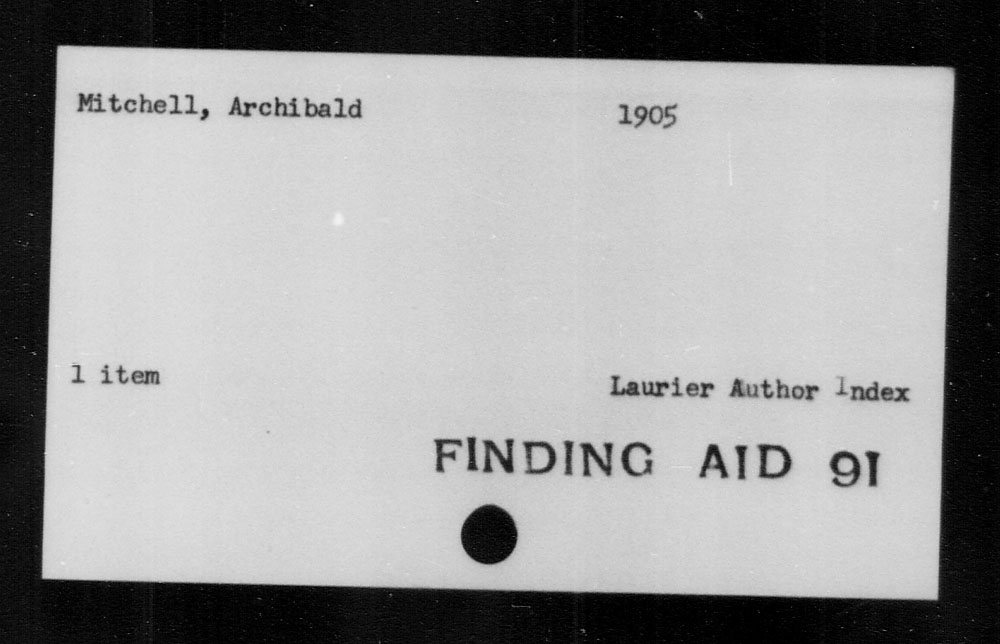 Mitchell, Archibald 1905
1 item
Laurier Author Index
FINDING AID 91